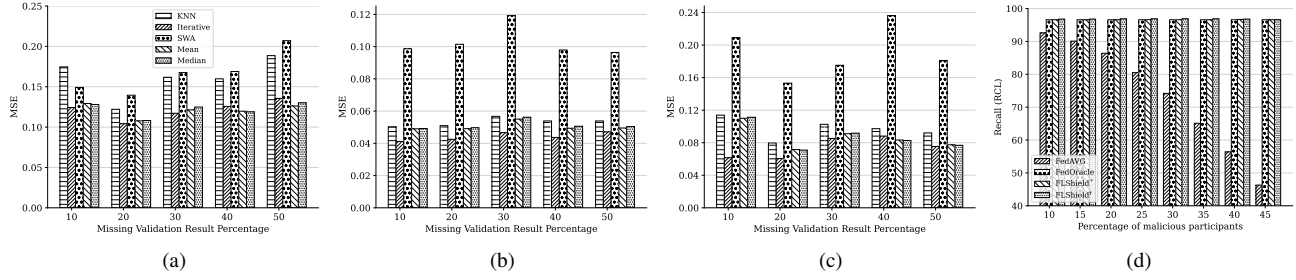 MSE
0.25
0.20
0.15
0.10
0.05
0.00
KNN
Iterative
SWA
Mean
Median
10 20 30 40 50
Missing Validation Result Percentage
(a)
MSE
0.12
0.10
0.08
0.06
0.04
0.02
0.00
10 20 30 40 50
Missing Validation Result Percentage
(b)
MSE
0.24
0.20
0.16
0.12
0.08
0.04
0.00
10 20 30 40 50
Missing Validation Result Percentage
(c)
Recall (RCL)
100
90
80
70
60
50
40
FedAVG
FedOracle
FLShield
FLShield
10 15 20 25 30 35 40 45
Percentage of malicious participants
(d)